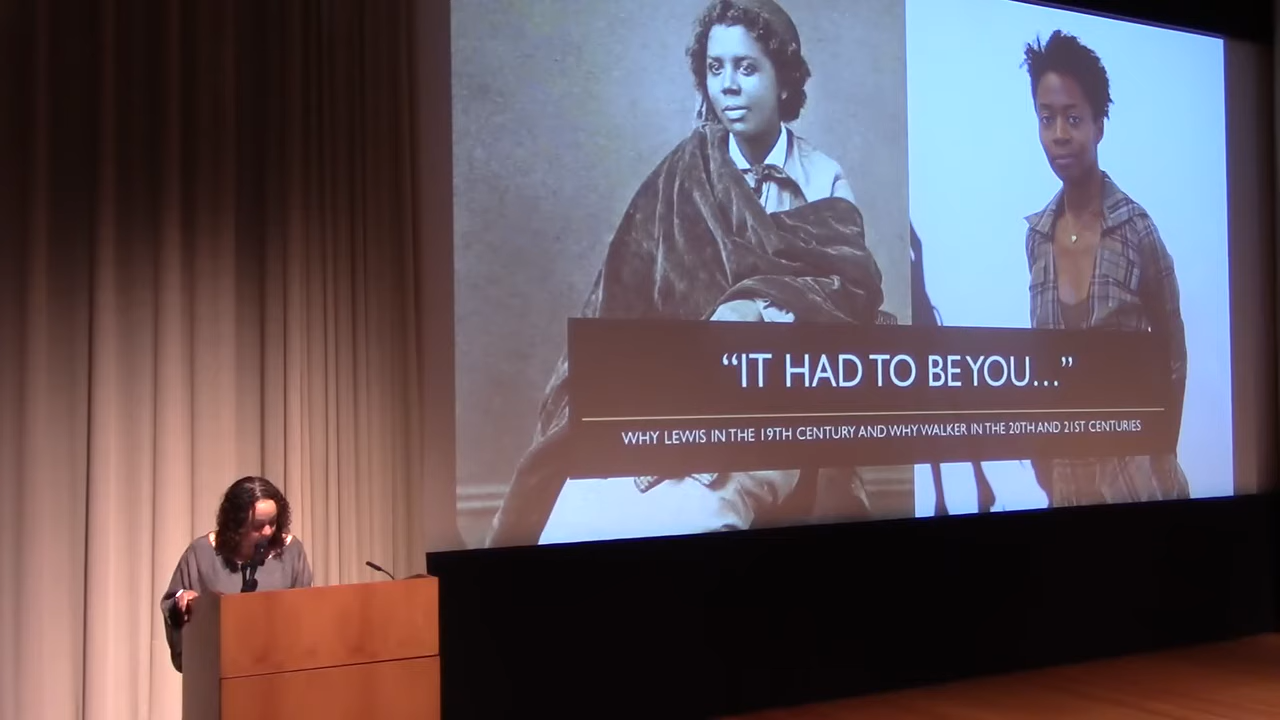 “IT HAD TO BE YOU...”
WHY LEWIS IN THE 19TH CENTURY AND WHY WALKER IN THE 20TH AND 21ST CENTURIES